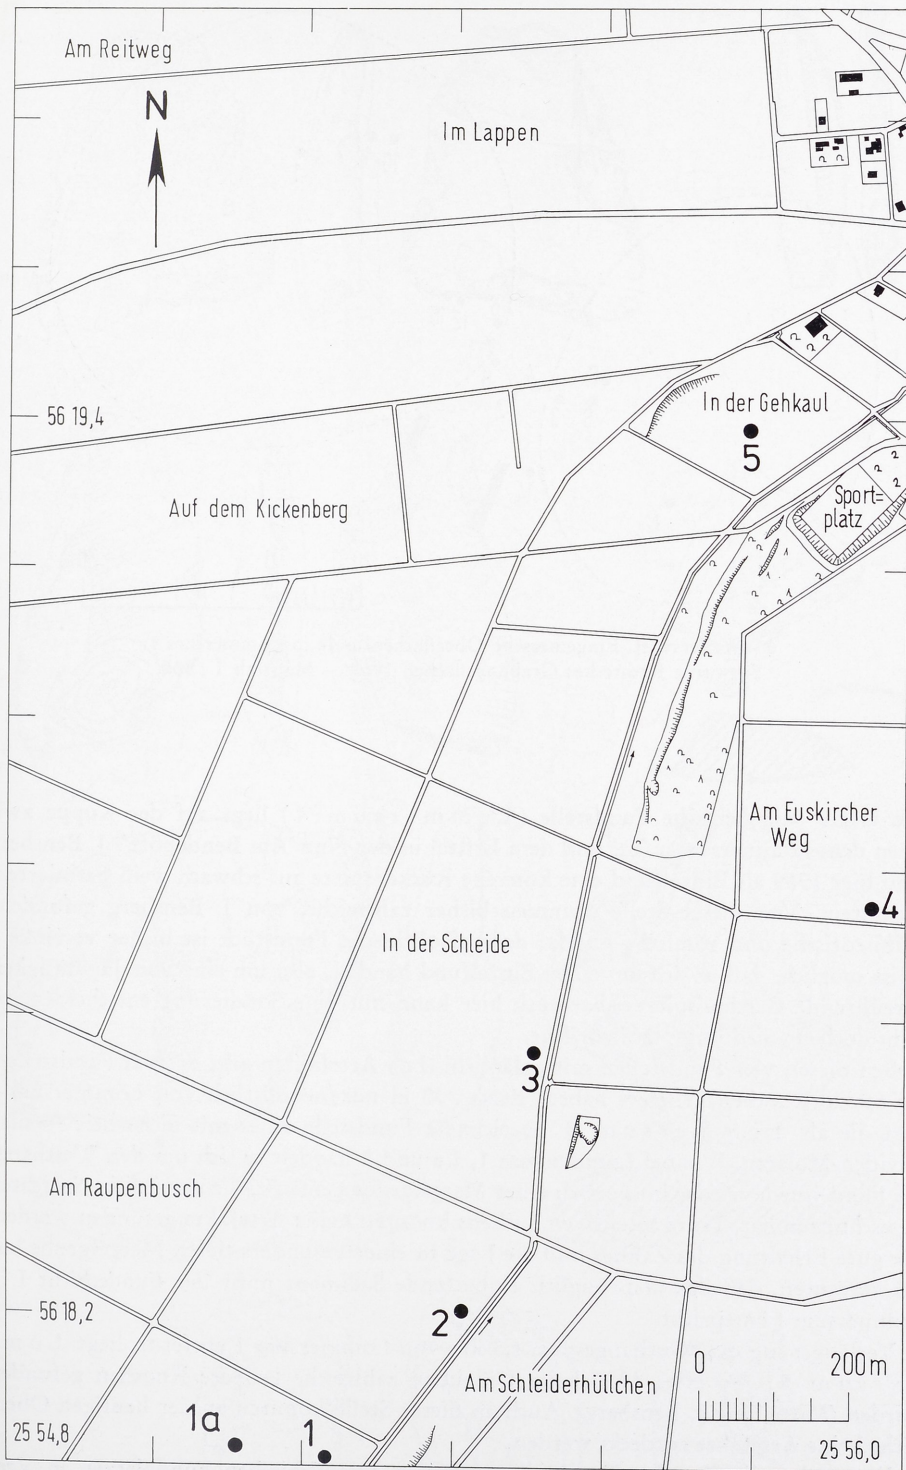 Am Reitweg
N
Im Lappen
56 19,4
In der Gehkaul
5
Auf dem Kickenberg
Sport=
platz
Am Euskircher
Weg
4
In der Schleide
3
Am Raupenbusch
56 18,2
2
0 200m
Am Schleiderhüllchen
1a
1
25 54,8
25 56,0